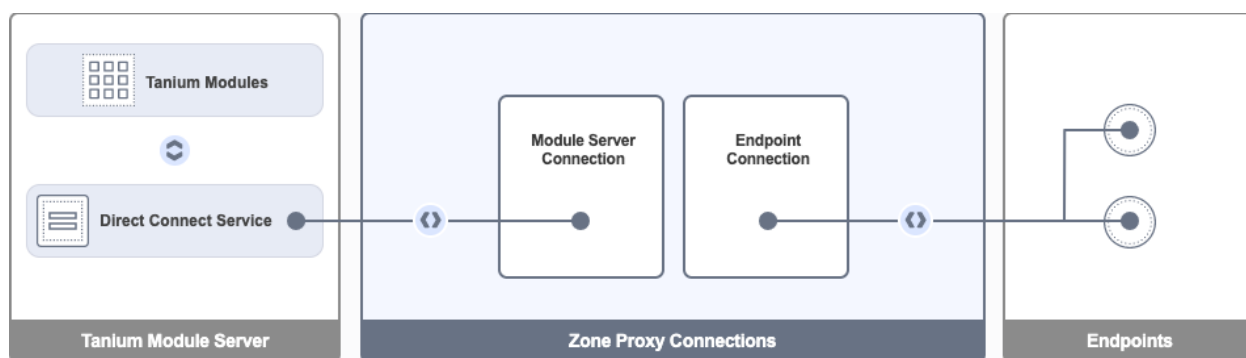 Tanium Modules
Direct Connect Service
Tanium Module Server
Module Server
Connection
Endpoint
Connection
Zone Proxy Connections
Endpoints